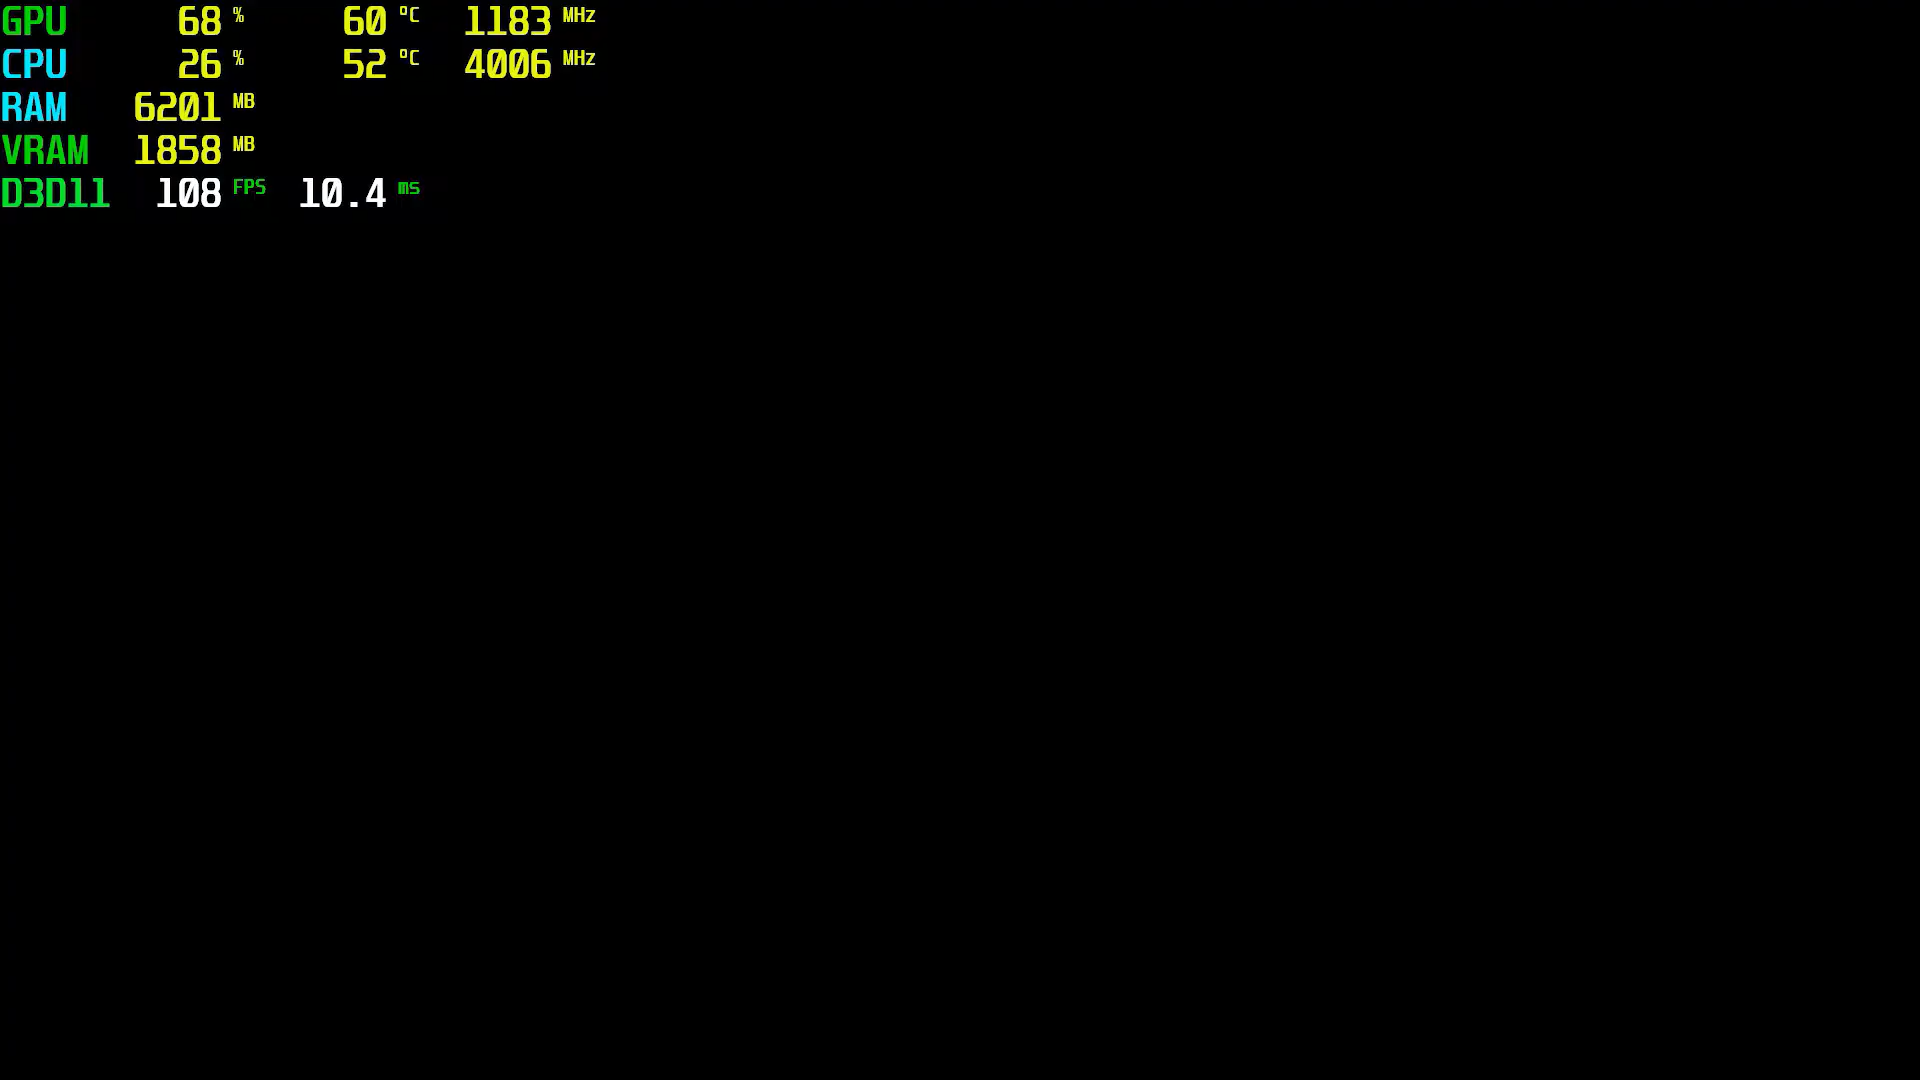 GPU 68 % 60 °C 1183 MHz
CPU 26 % 52 °C 4006 MHz
RAM 6201 MB
VRAM 1858 MB
D3D11 108 FPS 10.4 ms